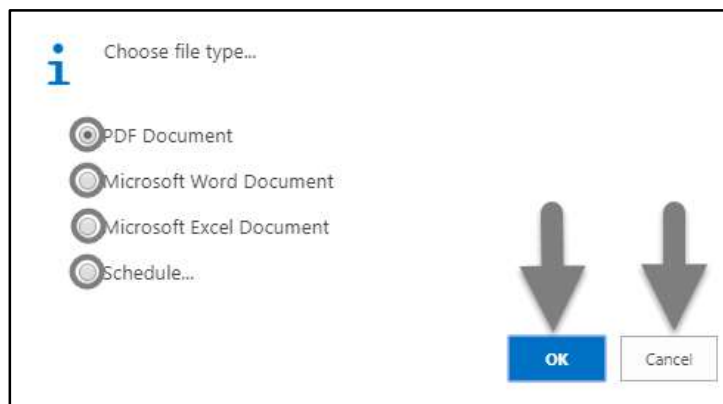 Choose file type...
PDF Document
Microsoft Word Document
Microsoft Excel Document
Schedule...
OK
Cancel